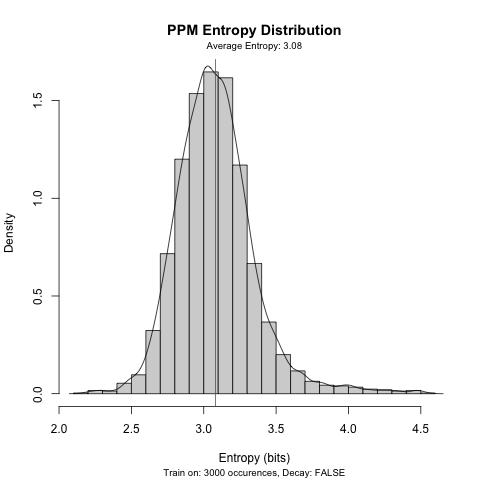 PPM Entropy Distribution
Average Entropy: 3.08
Density
1.5
1.0
0.5
0.0
2.0 2.5 3.0 3.5 4.0 4.5
Entropy (bits)
Train on: 3000 occurences, Decay: FALSE